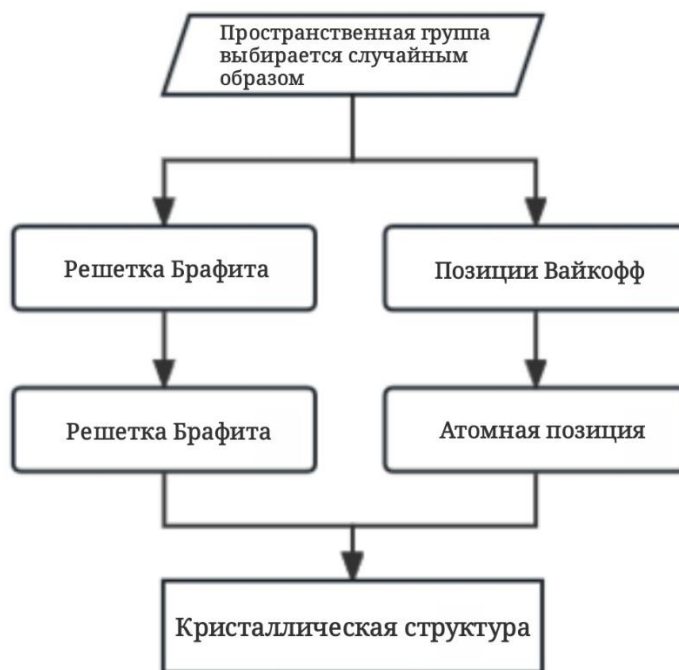 Пространственная группа
выбирается случайным
образом
Решетка Брафита
Позиции Вайкофф
Решетка Брафита
Атомная позиция
Кристаллическая структура